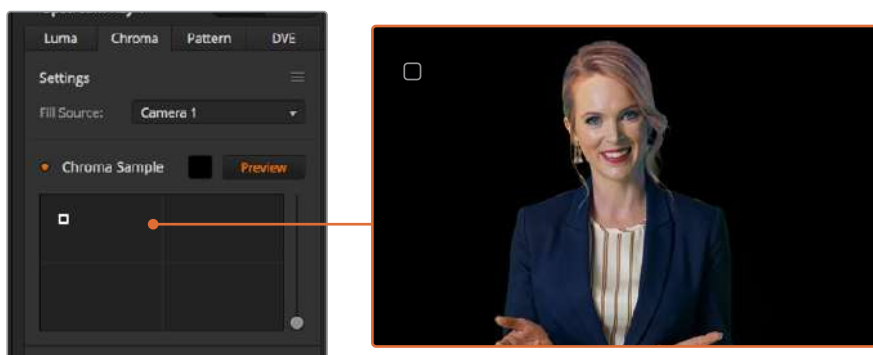 Luma Chroma Pattern DVE
Settings
Fill Source: Camera 1
Chroma Sample Preview